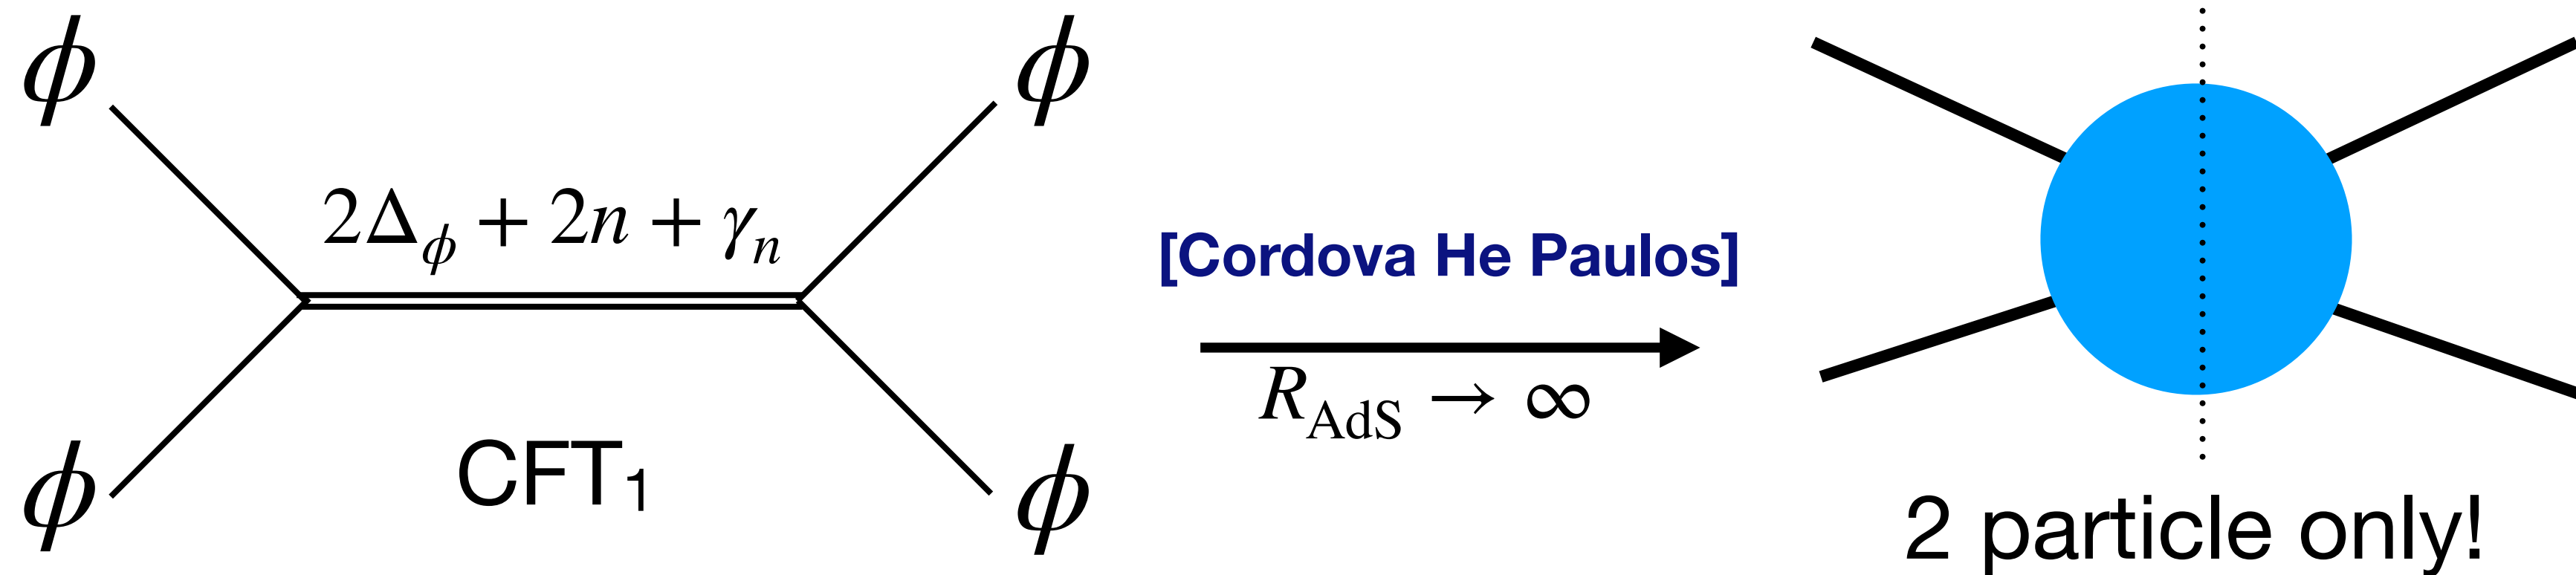 ϕ ϕ
2Δ_ϕ + 2n + γ_n
ϕ ϕ
CFT₁
[Cordova He Paulos]
R_AdS → ∞
2 particle only!